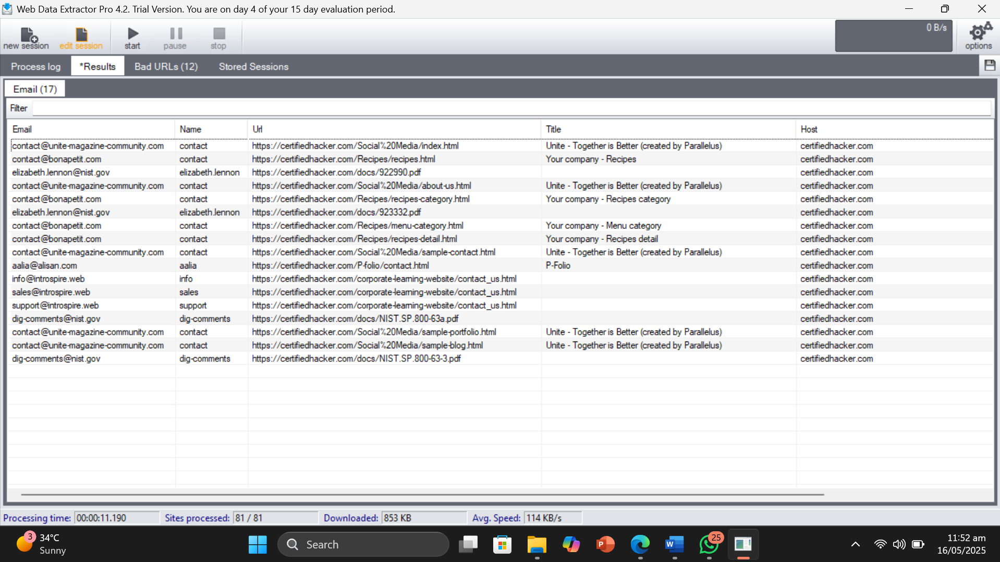 Web Data Extractor Pro 4.2. Trial Version. You are on day 4 of your 15 day evaluation period.
new session edit session start pause stop 0 B/s options
Process log *Results Bad URLs (12) Stored Sessions
Email (17)
Filter
Email Name Url Title Host
contact@unite-magazine-community.com contact https://certifiedhacker.com/Social%20Media/index.html Unite - Together is Better (created by Parallelus) certifiedhacker.com
contact@bonapetit.com contact https://certifiedhacker.com/Recipes/recipes.html Your company - Recipes certifiedhacker.com
elizabeth.lennon@nist.gov elizabeth.lennon https://certifiedhacker.com/docs/922990.pdf certifiedhacker.com
contact@unite-magazine-community.com contact https://certifiedhacker.com/Social%20Media/about-us.html Unite - Together is Better (created by Parallelus) certifiedhacker.com
contact@bonapetit.com contact https://certifiedhacker.com/Recipes/recipes-category.html Your company - Recipes category certifiedhacker.com
elizabeth.lennon@nist.gov elizabeth.lennon https://certifiedhacker.com/docs/923332.pdf certifiedhacker.com
contact@bonapetit.com contact https://certifiedhacker.com/Recipes/menu-category.html Your company - Menu category certifiedhacker.com
contact@bonapetit.com contact https://certifiedhacker.com/Recipes/recipes-detail.html Your company - Recipes detail certifiedhacker.com
contact@unite-magazine-community.com contact https://certifiedhacker.com/Social%20Media/sample-contact.html Unite - Together is Better (created by Parallelus) certifiedhacker.com
aalia@alisan.com aalia https://certifiedhacker.com/P-folio/contact.html P-Folio certifiedhacker.com
info@introspire.web info https://certifiedhacker.com/corporate-learning-website/contact_us.html certifiedhacker.com
sales@introspire.web sales https://certifiedhacker.com/corporate-learning-website/contact_us.html certifiedhacker.com
support@introspire.web support https://certifiedhacker.com/corporate-learning-website/contact_us.html certifiedhacker.com
dig-comments@nist.gov dig-comments https://certifiedhacker.com/docs/NIST.SP.800-63a.pdf certifiedhacker.com
contact@unite-magazine-community.com contact https://certifiedhacker.com/Social%20Media/sample-portfolio.html Unite - Together is Better (created by Parallelus) certifiedhacker.com
contact@unite-magazine-community.com contact https://certifiedhacker.com/Social%20Media/sample-blog.html Unite - Together is Better (created by Parallelus) certifiedhacker.com
dig-comments@nist.gov dig-comments https://certifiedhacker.com/docs/NIST.SP.800-63-3.pdf certifiedhacker.com
Processing time: 00:00:11.190 Sites processed: 81 / 81 Downloaded: 853 KB Avg. Speed: 114 KB/s
3 34°C Search P W 25 11:52 am
Sunny 16/05/2025